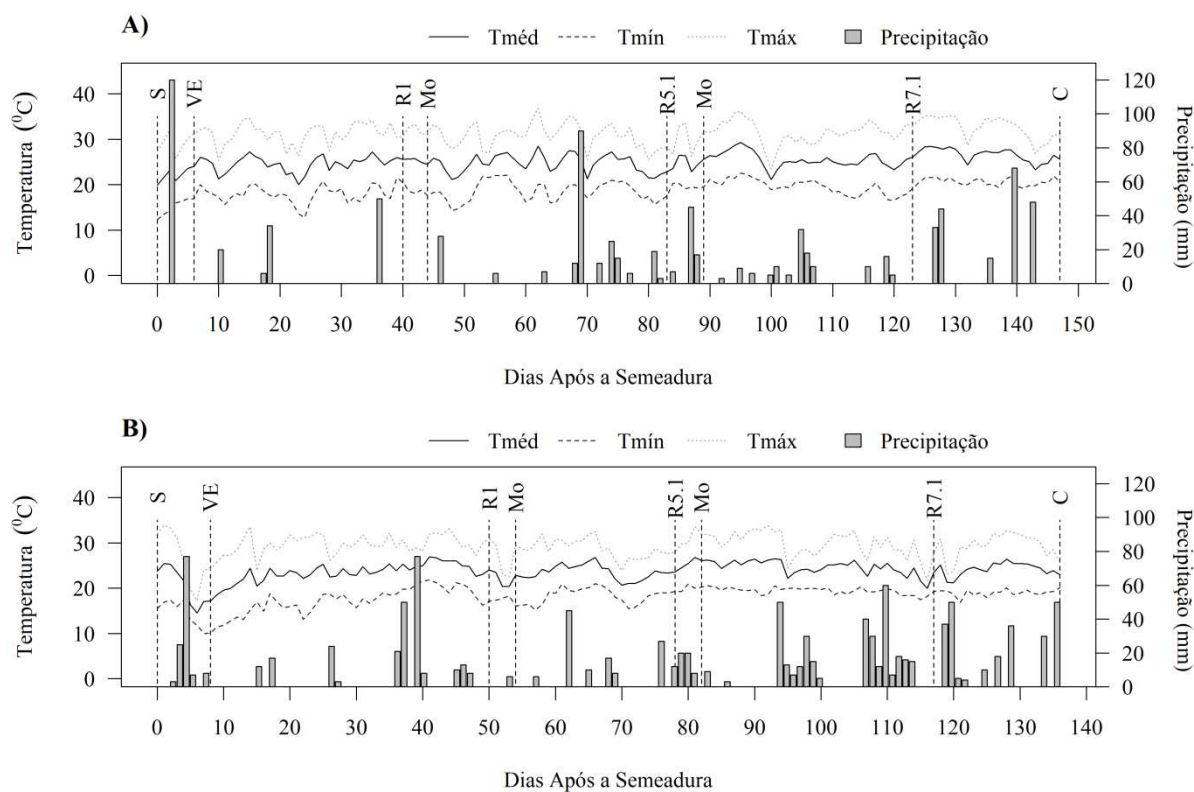 A)
Tméd Tmín Tmáx Precipitação
S VE R1 Mo R5.1 Mo R7.1 C
Temperatura (⁰C)
40
30
20
10
0
120
100
80
60
40
20
0
Precipitação (mm)
0 10 20 30 40 50 60 70 80 90 100 110 120 130 140 150
Dias Após a Semeadura
B)
Tméd Tmín Tmáx Precipitação
S VE R1 Mo R5.1 Mo R7.1 C
Temperatura (⁰C)
40
30
20
10
0
120
100
80
60
40
20
0
Precipitação (mm)
0 10 20 30 40 50 60 70 80 90 100 110 120 130 140
Dias Após a Semeadura